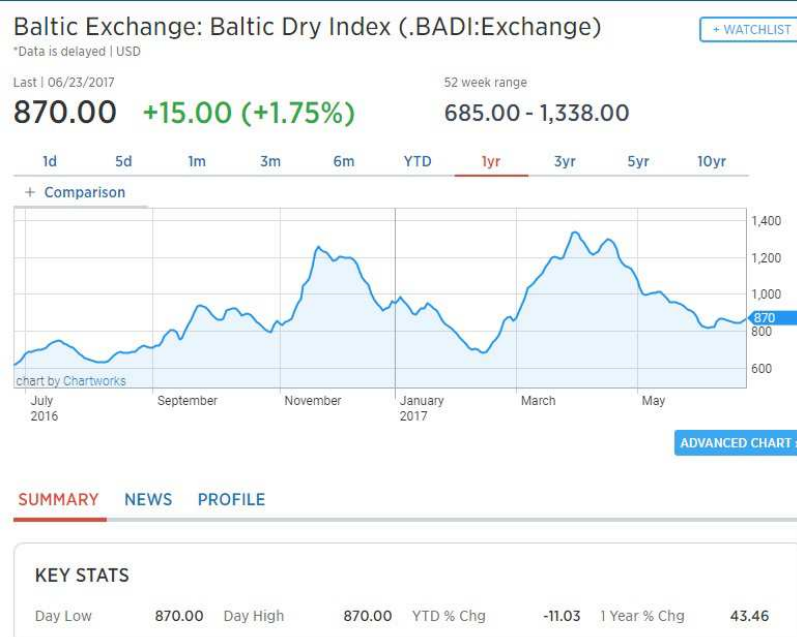 Baltic Exchange: Baltic Dry Index (.BADI:Exchange)
+ WATCHLIST
*Data is delayed | USD
Last | 06/23/2017
52 week range
870.00 +15.00 (+1.75%)
685.00 - 1,338.00
1d 5d 1m 3m 6m YTD 1yr 3yr 5yr 10yr
+ Comparison
1,400
1,200
1,000
870
800
600
chart by Chartworks
July September November January March May
2016 2017
ADVANCED CHART
SUMMARY NEWS PROFILE
KEY STATS
Day Low 870.00 Day High 870.00 YTD % Chg -11.03 1 Year % Chg 43.46